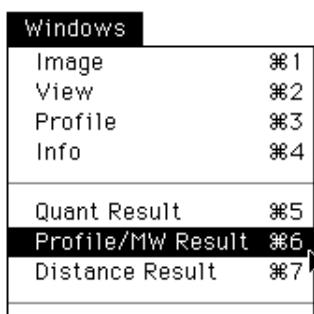 Windows
Image ⌘1
View ⌘2
Profile ⌘3
Info ⌘4
Quant Result ⌘5
Profile/MW Result ⌘6
Distance Result ⌘7